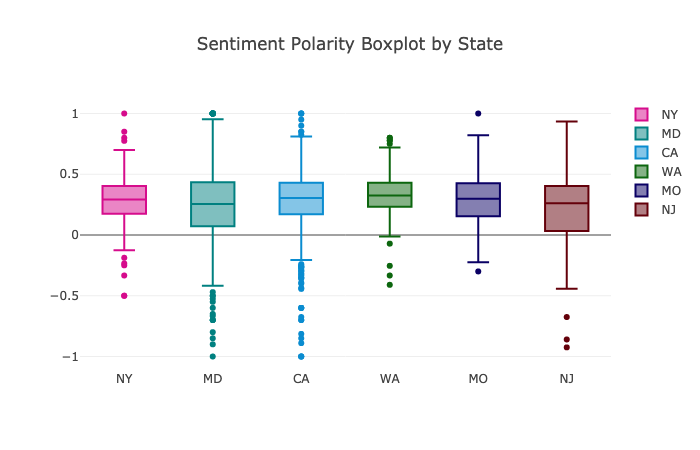 Sentiment Polarity Boxplot by State
1
0.5
0
−0.5
−1
NY
MD
CA
WA
MO
NJ
NY
MD
CA
WA
MO
NJ